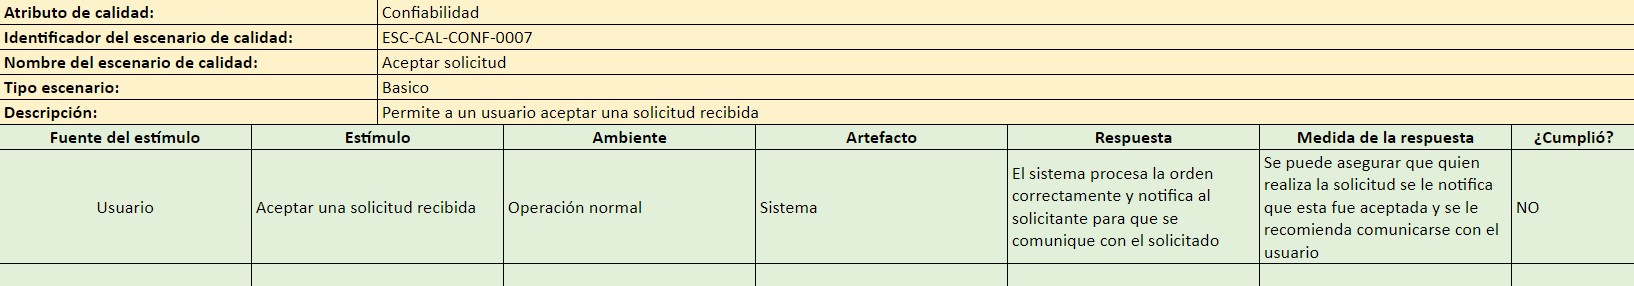 Atributo de calidad: Confiabilidad
Identificador del escenario de calidad: ESC-CAL-CONF-0007
Nombre del escenario de calidad: Aceptar solicitud
Tipo escenario: Basico
Descripción: Permite a un usuario aceptar una solicitud recibida
Fuente del estímulo Estímulo Ambiente Artefacto Respuesta Medida de la respuesta ¿Cumplió?
Usuario
Aceptar una solicitud recibida
Operación normal
Sistema
El sistema procesa la orden
correctamente y notifica al
solicitante para que se
comunique con el solicitado
Se puede asegurar que quien
realiza la solicitud se le notifica
que esta fue aceptada y se le
recomienda comunicarse con el
usuario
NO